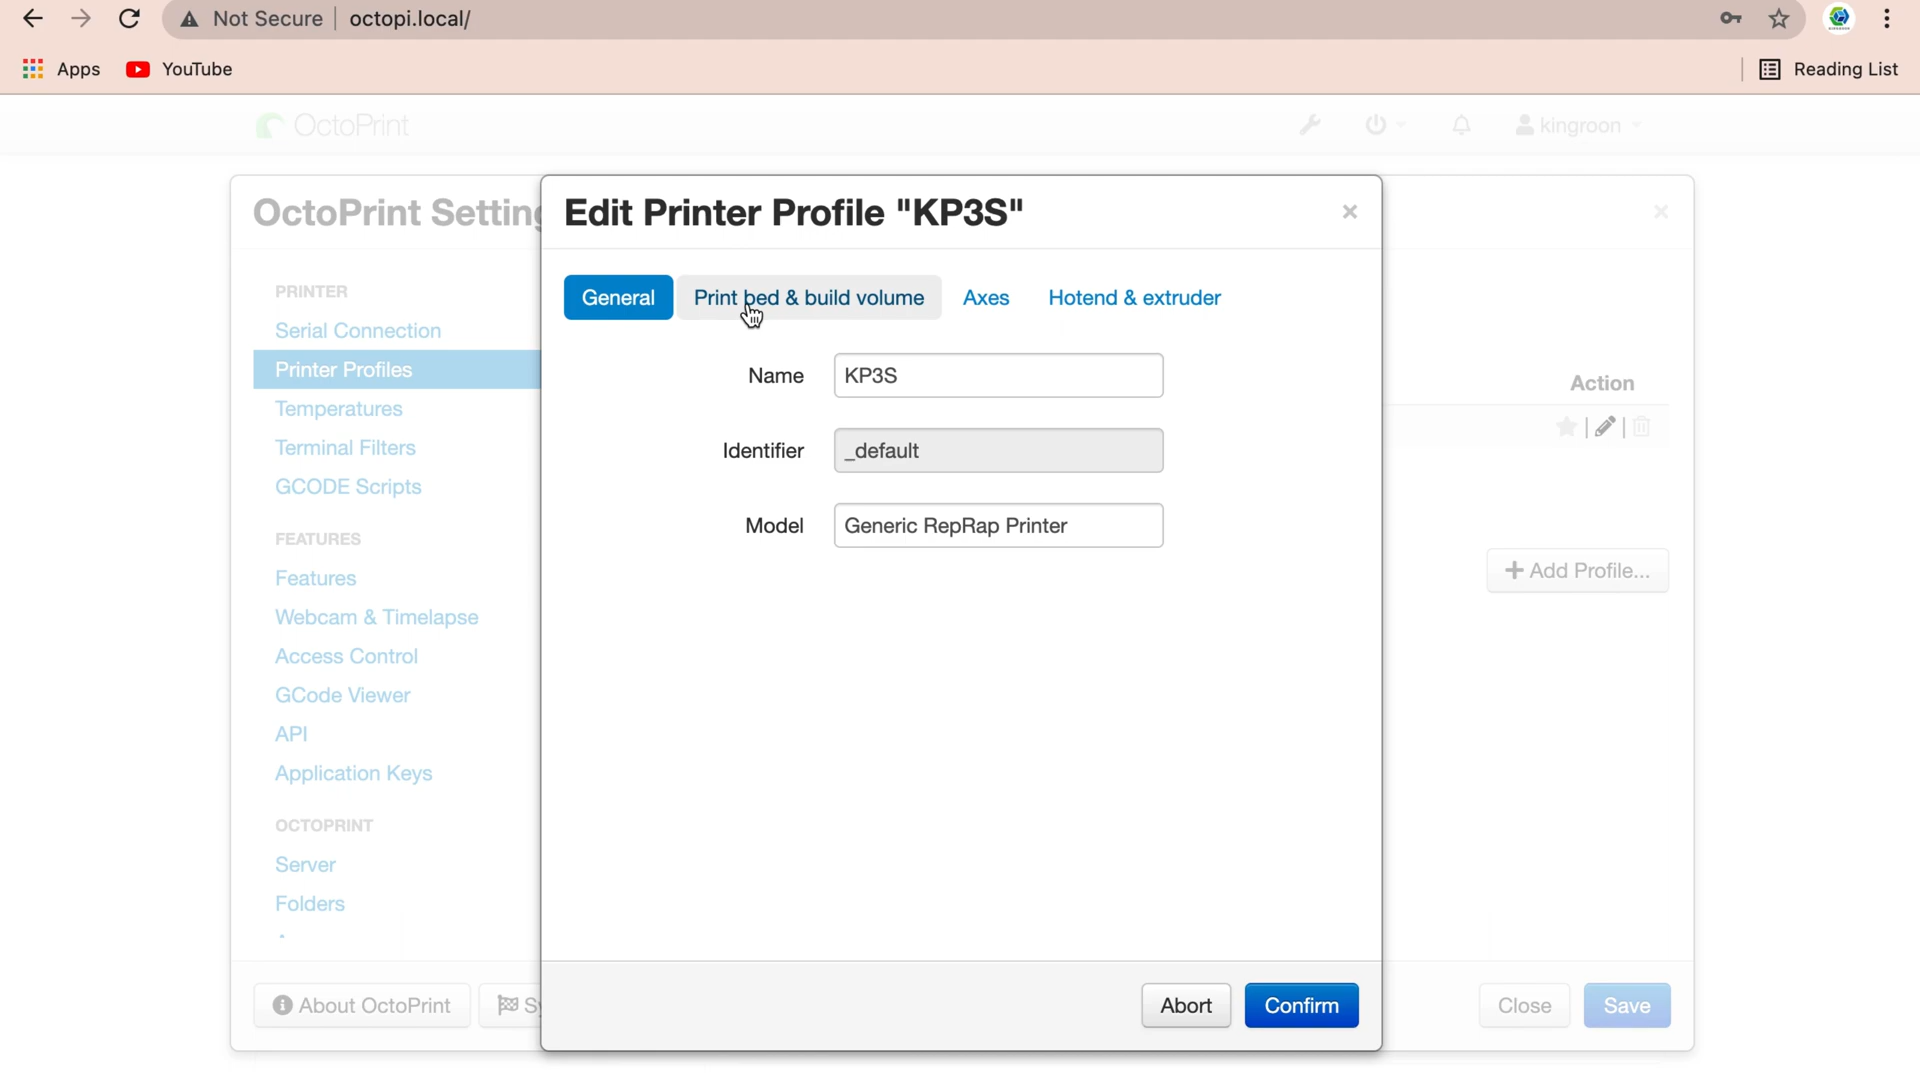 Not Secure octopi.local/
Apps YouTube Reading List
OctoPrint kingroon
OctoPrint Setting
Edit Printer Profile "KP3S"
×
×
General Print bed & build volume Axes Hotend & extruder
PRINTER
Serial Connection
Printer Profiles
Temperatures
Terminal Filters
GCODE Scripts
FEATURES
Features
Webcam & Timelapse
Access Control
GCode Viewer
API
Application Keys
OCTOPRINT
Server
Folders
Name KP3S
Identifier _default
Model Generic RepRap Printer
Action
| |
+ Add Profile...
About OctoPrint
Sy
Abort Confirm
Close Save